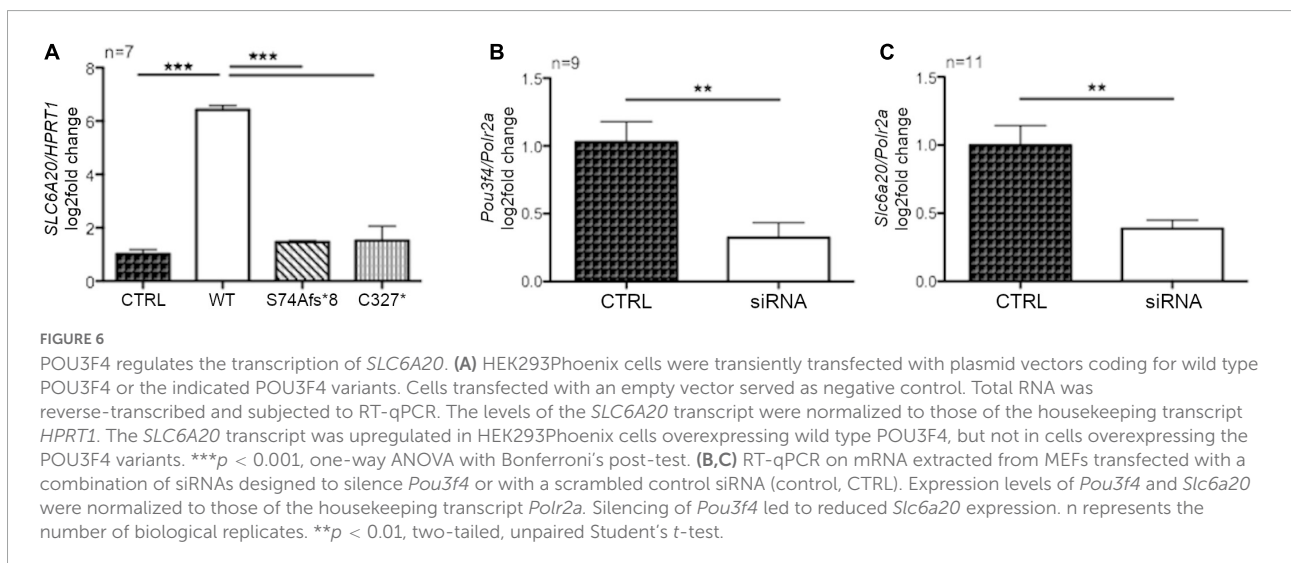 A
n=7
***
***
SLC6A20/HPRT1
log2fold change
8
6
4
2
0
CTRL
WT
S74Afs*8
C327*
B
n=9
**
Pou3f4/Polr2a
log2fold change
1.5
1.0
0.5
0.0
CTRL
siRNA
C
n=11
**
Slc6a20/Polr2a
log2fold change
1.5
1.0
0.5
0.0
CTRL
siRNA
FIGURE 6
POU3F4 regulates the transcription of SLC6A20. (A) HEK293Phoenix cells were transiently transfected with plasmid vectors coding for wild type
POU3F4 or the indicated POU3F4 variants. Cells transfected with an empty vector served as negative control. Total RNA was
reverse-transcribed and subjected to RT-qPCR. The levels of the SLC6A20 transcript were normalized to those of the housekeeping transcript
HPRT1. The SLC6A20 transcript was upregulated in HEK293Phoenix cells overexpressing wild type POU3F4, but not in cells overexpressing the
POU3F4 variants. ***p < 0.001, one-way ANOVA with Bonferroni's post-test. (B,C) RT-qPCR on mRNA extracted from MEFs transfected with a
combination of siRNAs designed to silence Pou3f4 or with a scrambled control siRNA (control, CTRL). Expression levels of Pou3f4 and Slc6a20
were normalized to those of the housekeeping transcript Polr2a. Silencing of Pou3f4 led to reduced Slc6a20 expression. n represents the
number of biological replicates. **p < 0.01, two-tailed, unpaired Student's t-test.